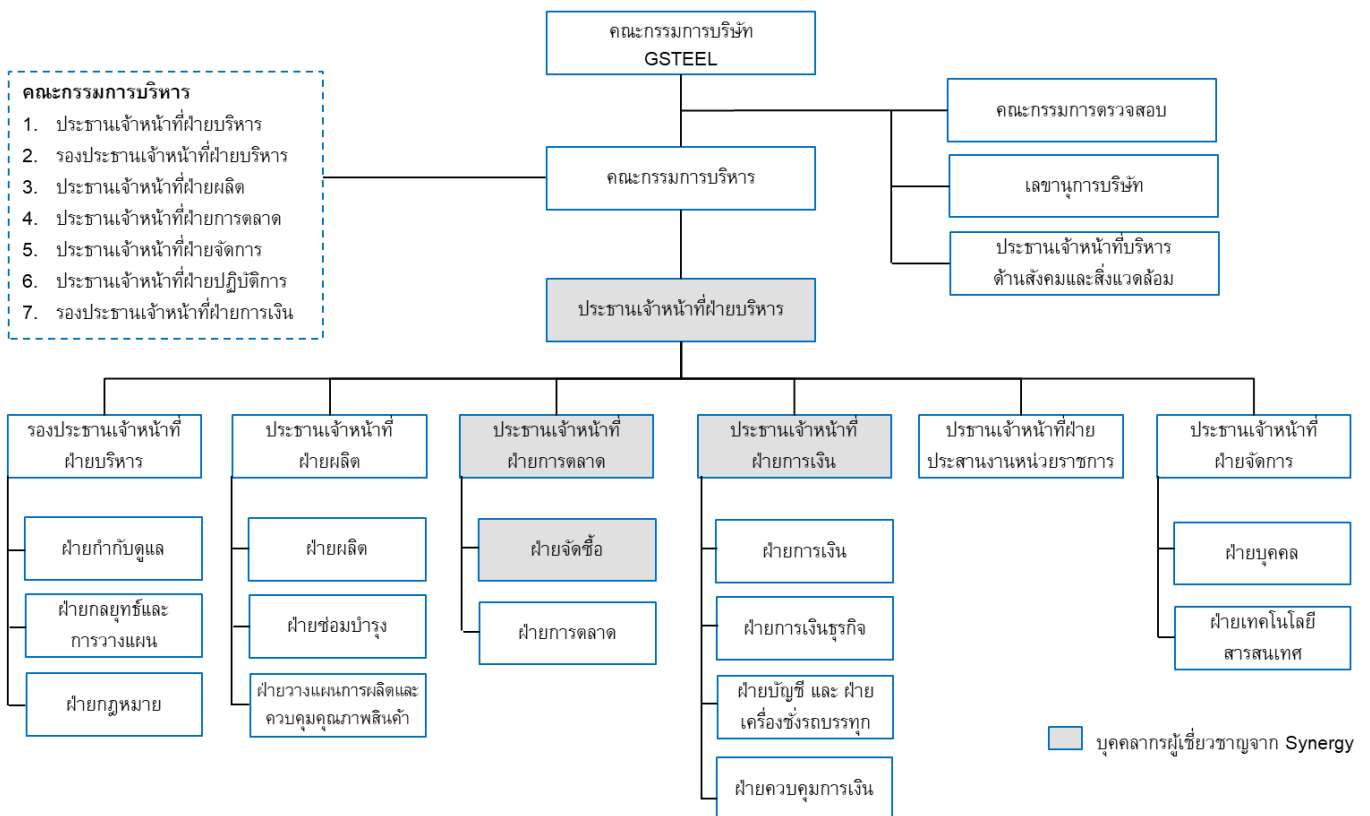 คณะกรรมการบริษัท
GSTEEL
คณะกรรมการบริหาร
1. ประธานเจ้าหน้าที่ฝ่ายบริหาร
2. รองประธานเจ้าหน้าที่ฝ่ายบริหาร
3. ประธานเจ้าหน้าที่ฝ่ายผลิต
4. ประธานเจ้าหน้าที่ฝ่ายการตลาด
5. ประธานเจ้าหน้าที่ฝ่ายจัดการ
6. ประธานเจ้าหน้าที่ฝ่ายปฏิบัติการ
7. รองประธานเจ้าหน้าที่ฝ่ายการเงิน
คณะกรรมการตรวจสอบ
คณะกรรมการบริหาร
เลขานุการบริษัท
ประธานเจ้าหน้าที่บริหาร
ด้านสังคมและสิ่งแวดล้อม
ประธานเจ้าหน้าที่ฝ่ายบริหาร
รองประธานเจ้าหน้าที่
ฝ่ายบริหาร
ฝ่ายกำกับดูแล
ฝ่ายกลยุทธ์และ
การวางแผน
ฝ่ายกฎหมาย
ประธานเจ้าหน้าที่
ฝ่ายผลิต
ฝ่ายผลิต
ฝ่ายซ่อมบำรุง
ฝ่ายวางแผนการผลิตและ
ควบคุมคุณภาพสินค้า
ประธานเจ้าหน้าที่
ฝ่ายการตลาด
ฝ่ายจัดซื้อ
ฝ่ายการตลาด
ประธานเจ้าหน้าที่
ฝ่ายการเงิน
ฝ่ายการเงิน
ฝ่ายการเงินธุรกิจ
ฝ่ายบัญชี และ ฝ่าย
เครื่องชั่งรถบรรทุก
ฝ่ายควบคุมการเงิน
ปรธานเจ้าหน้าที่ฝ่าย
ประสานงานหน่วยราชการ
ประธานเจ้าหน้าที่
ฝ่ายจัดการ
ฝ่ายบุคคล
ฝ่ายเทคโนโลยี
สารสนเทศ
บุคคลากรผู้เชี่ยวชาญจาก Synergy